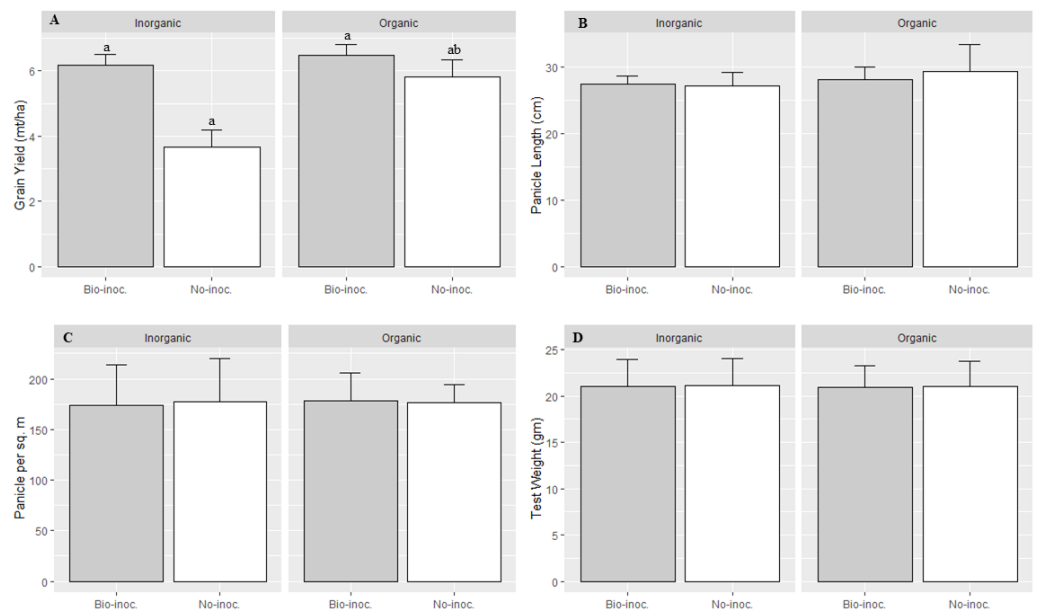 A
Inorganic
Organic
Grain Yield (mt/ha)
6
4
2
0
a
a
a
ab
Bio-inoc.
No-inoc.
Bio-inoc.
No-inoc.
B
Inorganic
Organic
Panicle Length (cm)
30
20
10
0
Bio-inoc.
No-inoc.
Bio-inoc.
No-inoc.
C
Inorganic
Organic
Panicle per sq. m
200
150
100
50
0
Bio-inoc.
No-inoc.
Bio-inoc.
No-inoc.
D
Inorganic
Organic
Test Weight (gm)
25
20
15
10
5
0
Bio-inoc.
No-inoc.
Bio-inoc.
No-inoc.